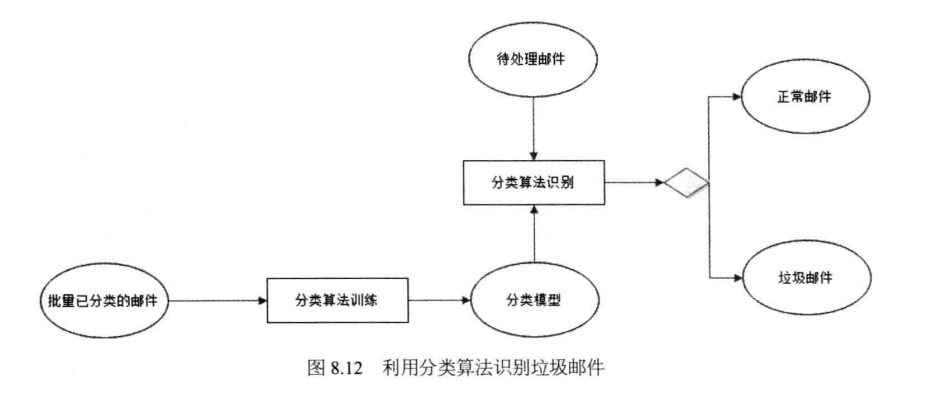 待处理邮件
正常邮件
分类算法识别
垃圾邮件
批量已分类的邮件
分类算法训练
分类模型
图 8.12 利用分类算法识别垃圾邮件